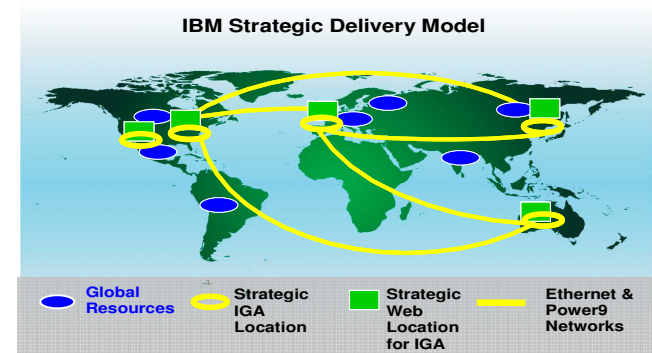 IBM Strategic Delivery Model
Global
Resources
Strategic
IGA
Location
Strategic
Web
Location
for IGA
Ethernet &
Power9
Networks